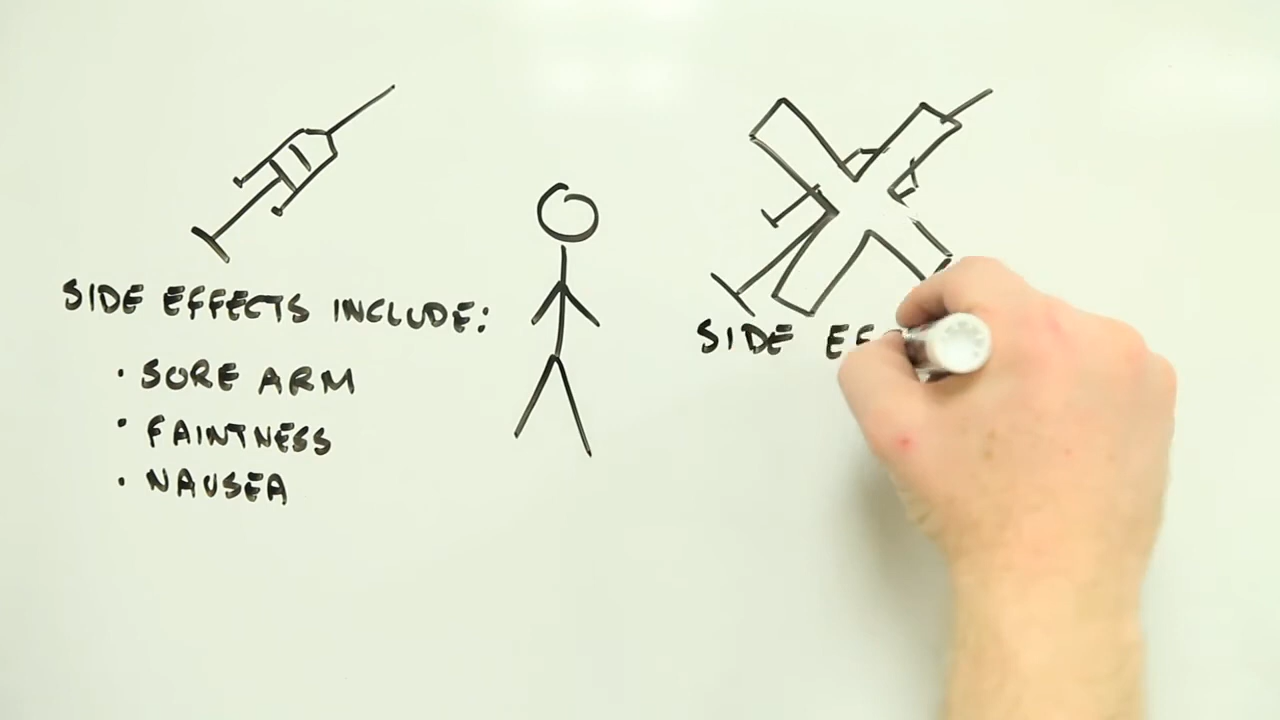 SIDE EFFECTS INCLUDE:
• SORE ARM
• FAINTNESS
• NAUSEA
SIDE